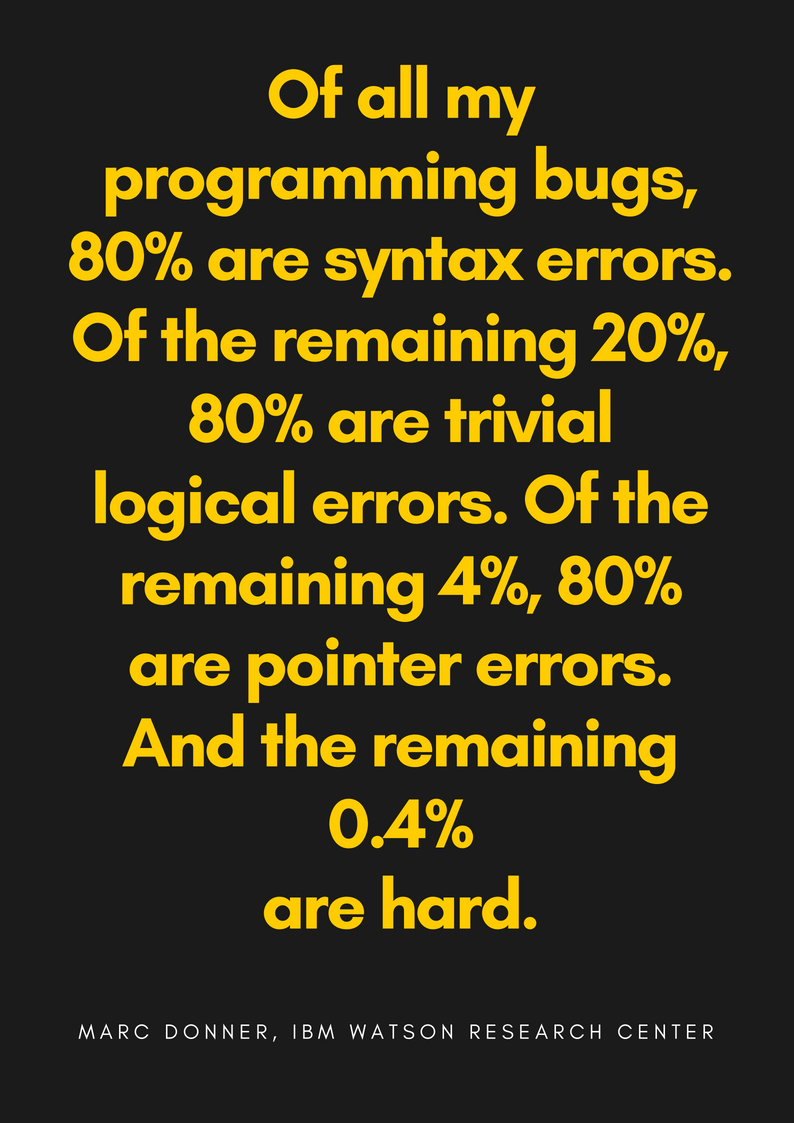 Of all my
programming bugs,
80% are syntax errors.
Of the remaining 20%,
80% are trivial
logical errors. Of the
remaining 4%, 80%
are pointer errors.
And the remaining
0.4%
are hard.
MARC DONNER, IBM WATSON RESEARCH CENTER